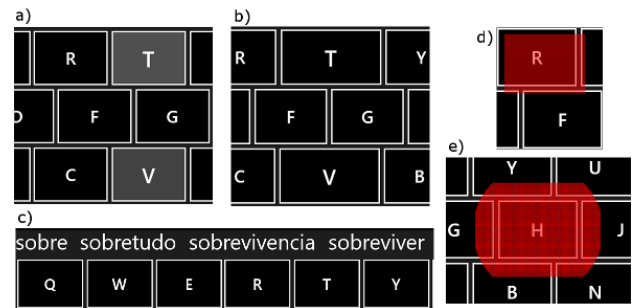 a)
R T
D F G
C V
b)
R T Y
F G
C V B
c)
sobre sobretudo sobrevivencia sobreviver
Q W E R T Y
d)
R
F
e)
Y U
G H J
B N